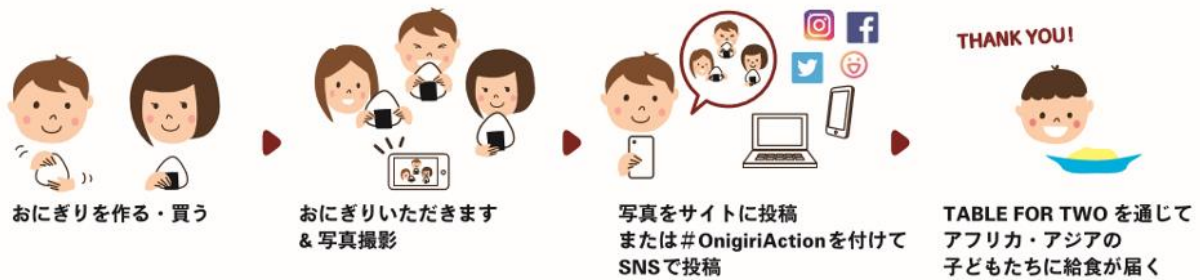 THANK YOU!
おにぎりを作る・買う
おにぎりいただきます
& 写真撮影
写真をサイトに投稿
または#OnigiriActionを付けて
SNSで投稿
TABLE FOR TWO を通じて
アフリカ・アジアの
子どもたちに給食が届く